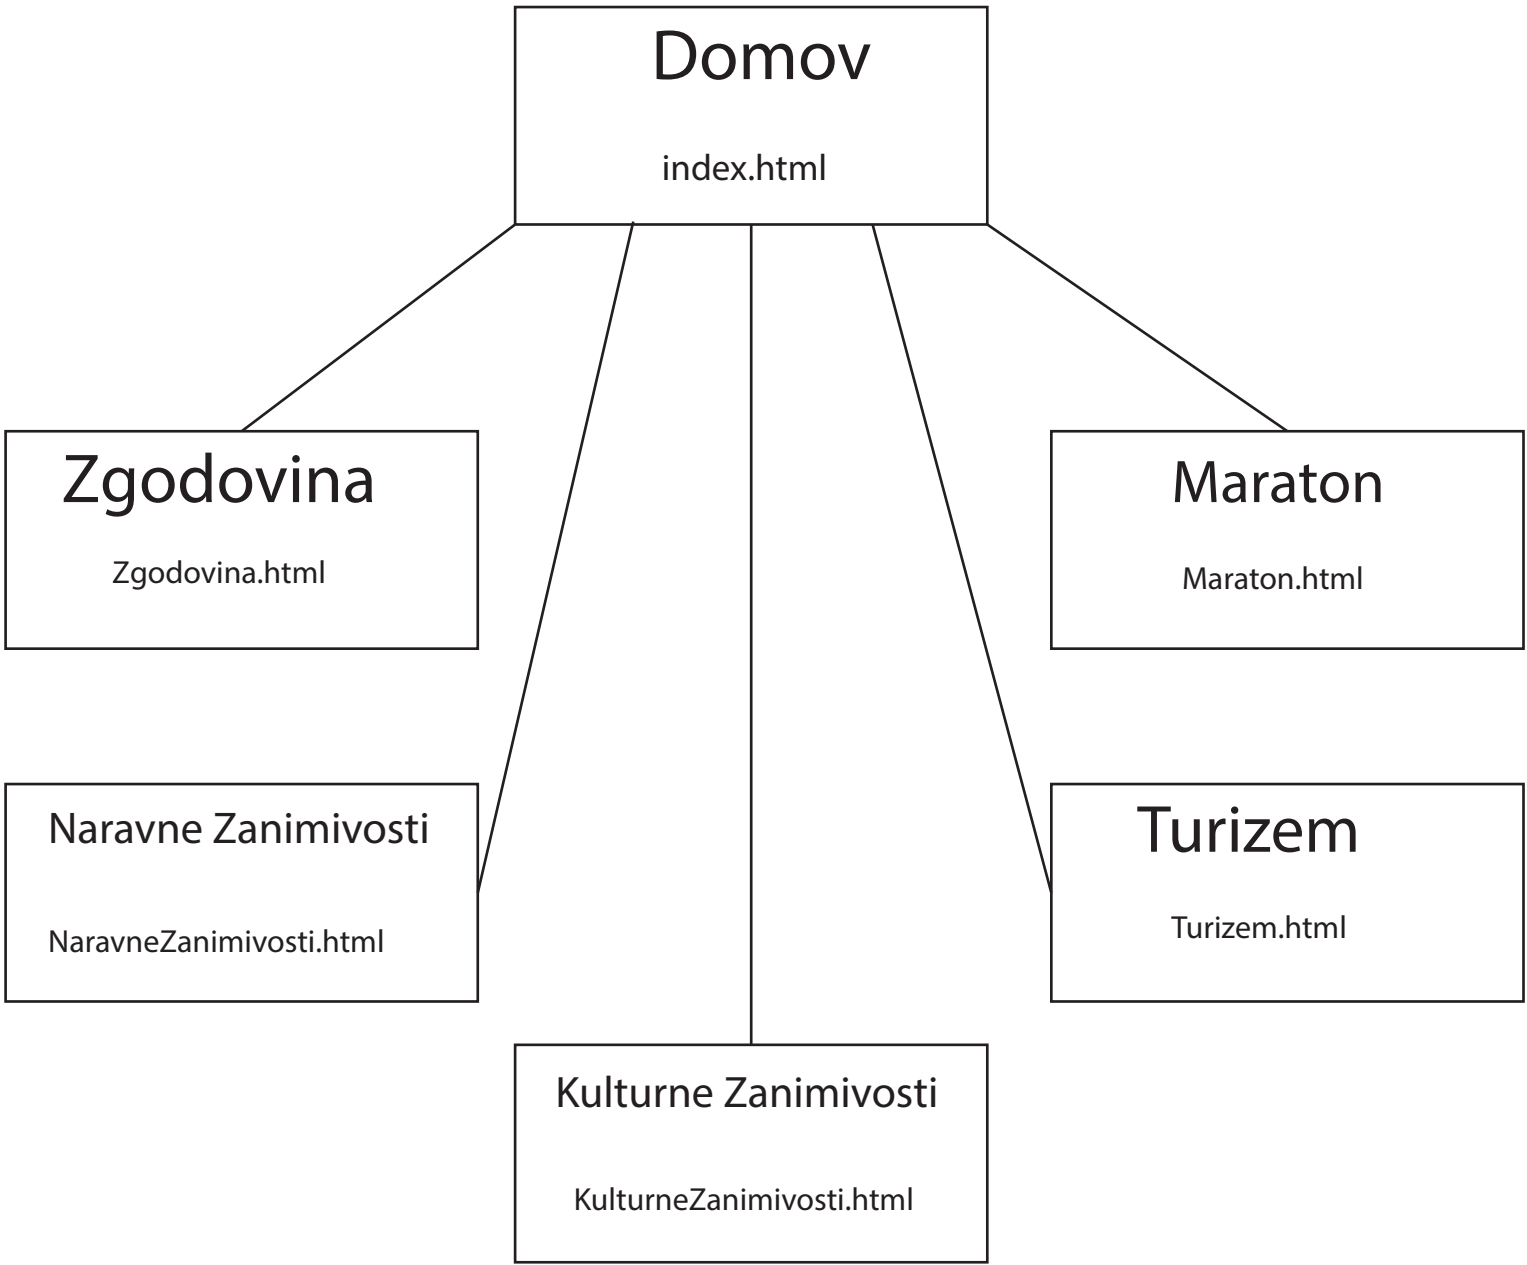 Domov
index.html
Zgodovina
Zgodovina.html
Maraton
Maraton.html
Naravne Zanimivosti
NaravneZanimivosti.html
Turizem
Turizem.html
Kulturne Zanimivosti
KulturneZanimivosti.html